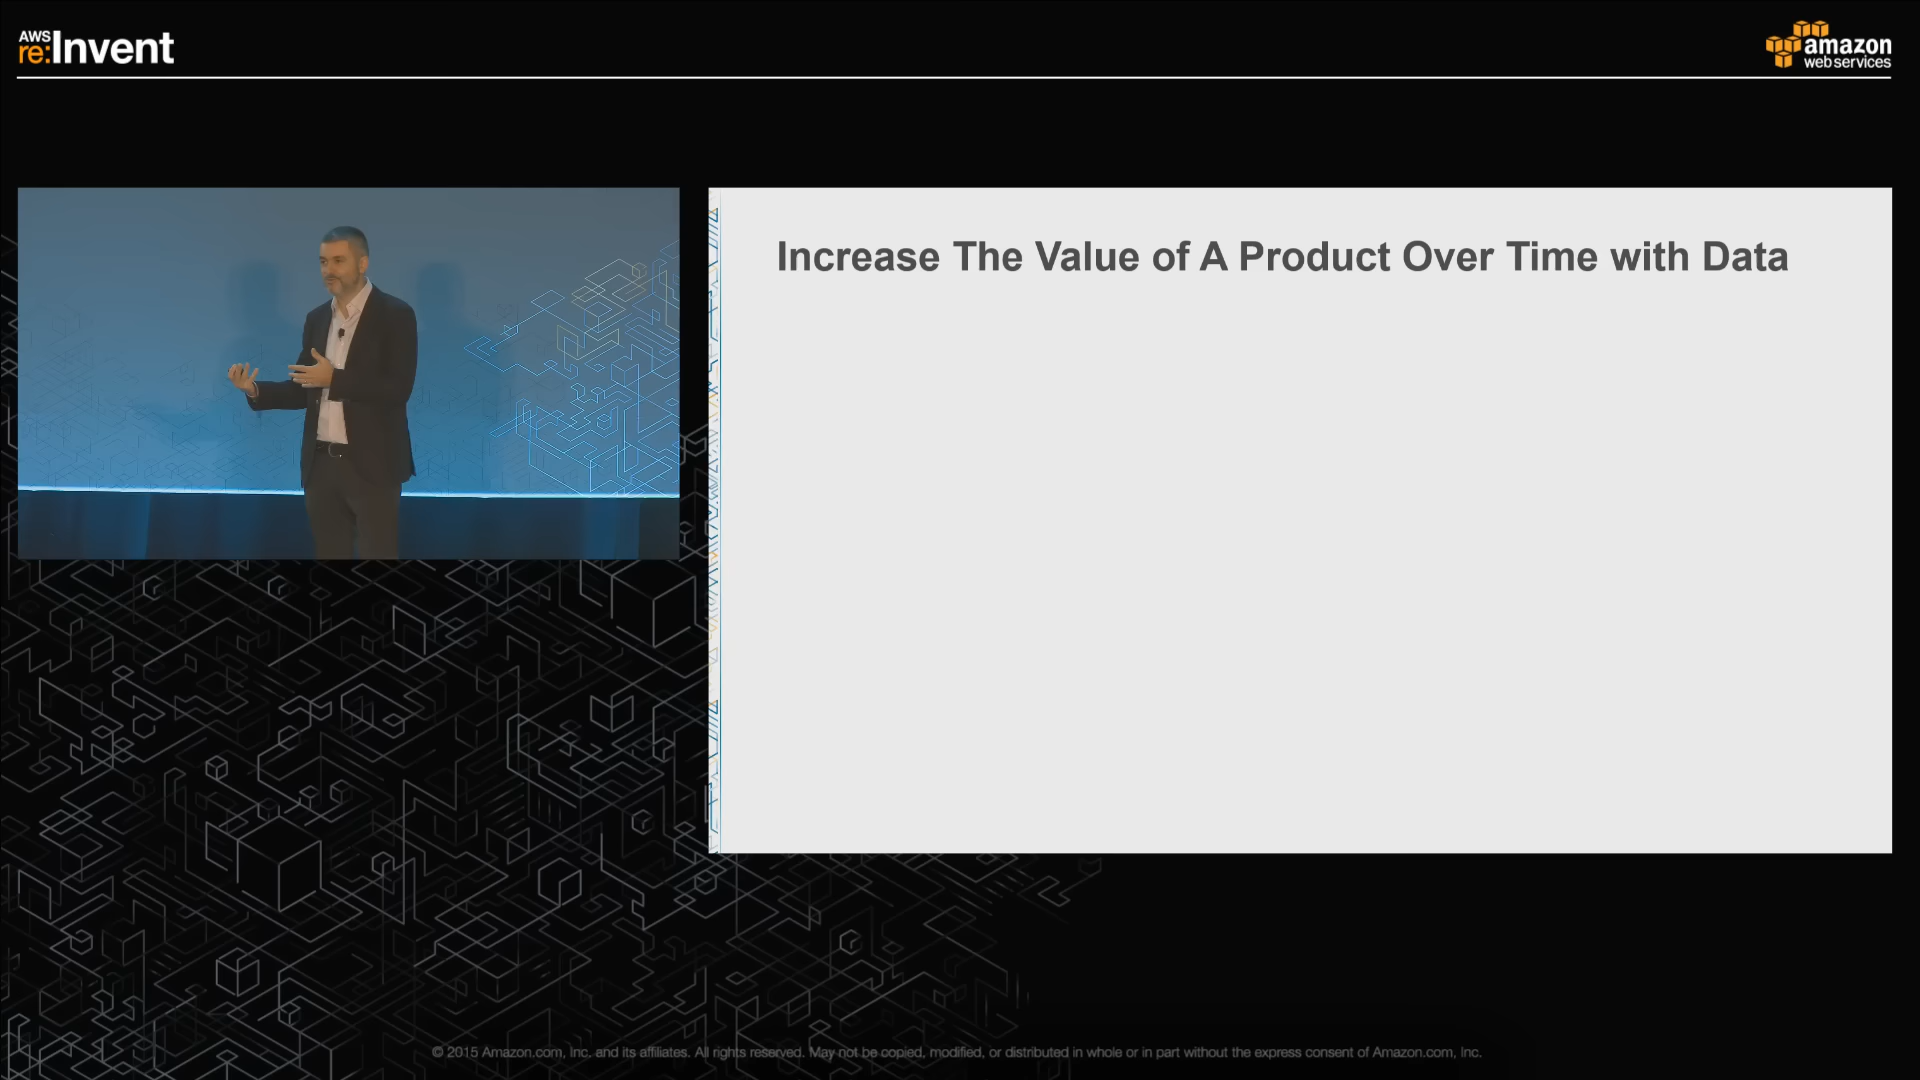 AWS
re:Invent
amazon
webservices
Increase The Value of A Product Over Time with Data
© 2015 Amazon.com, Inc. and its affiliates. All rights reserved. May not be copied, modified, or distributed in whole or in part without the express consent of Amazon.com, Inc.